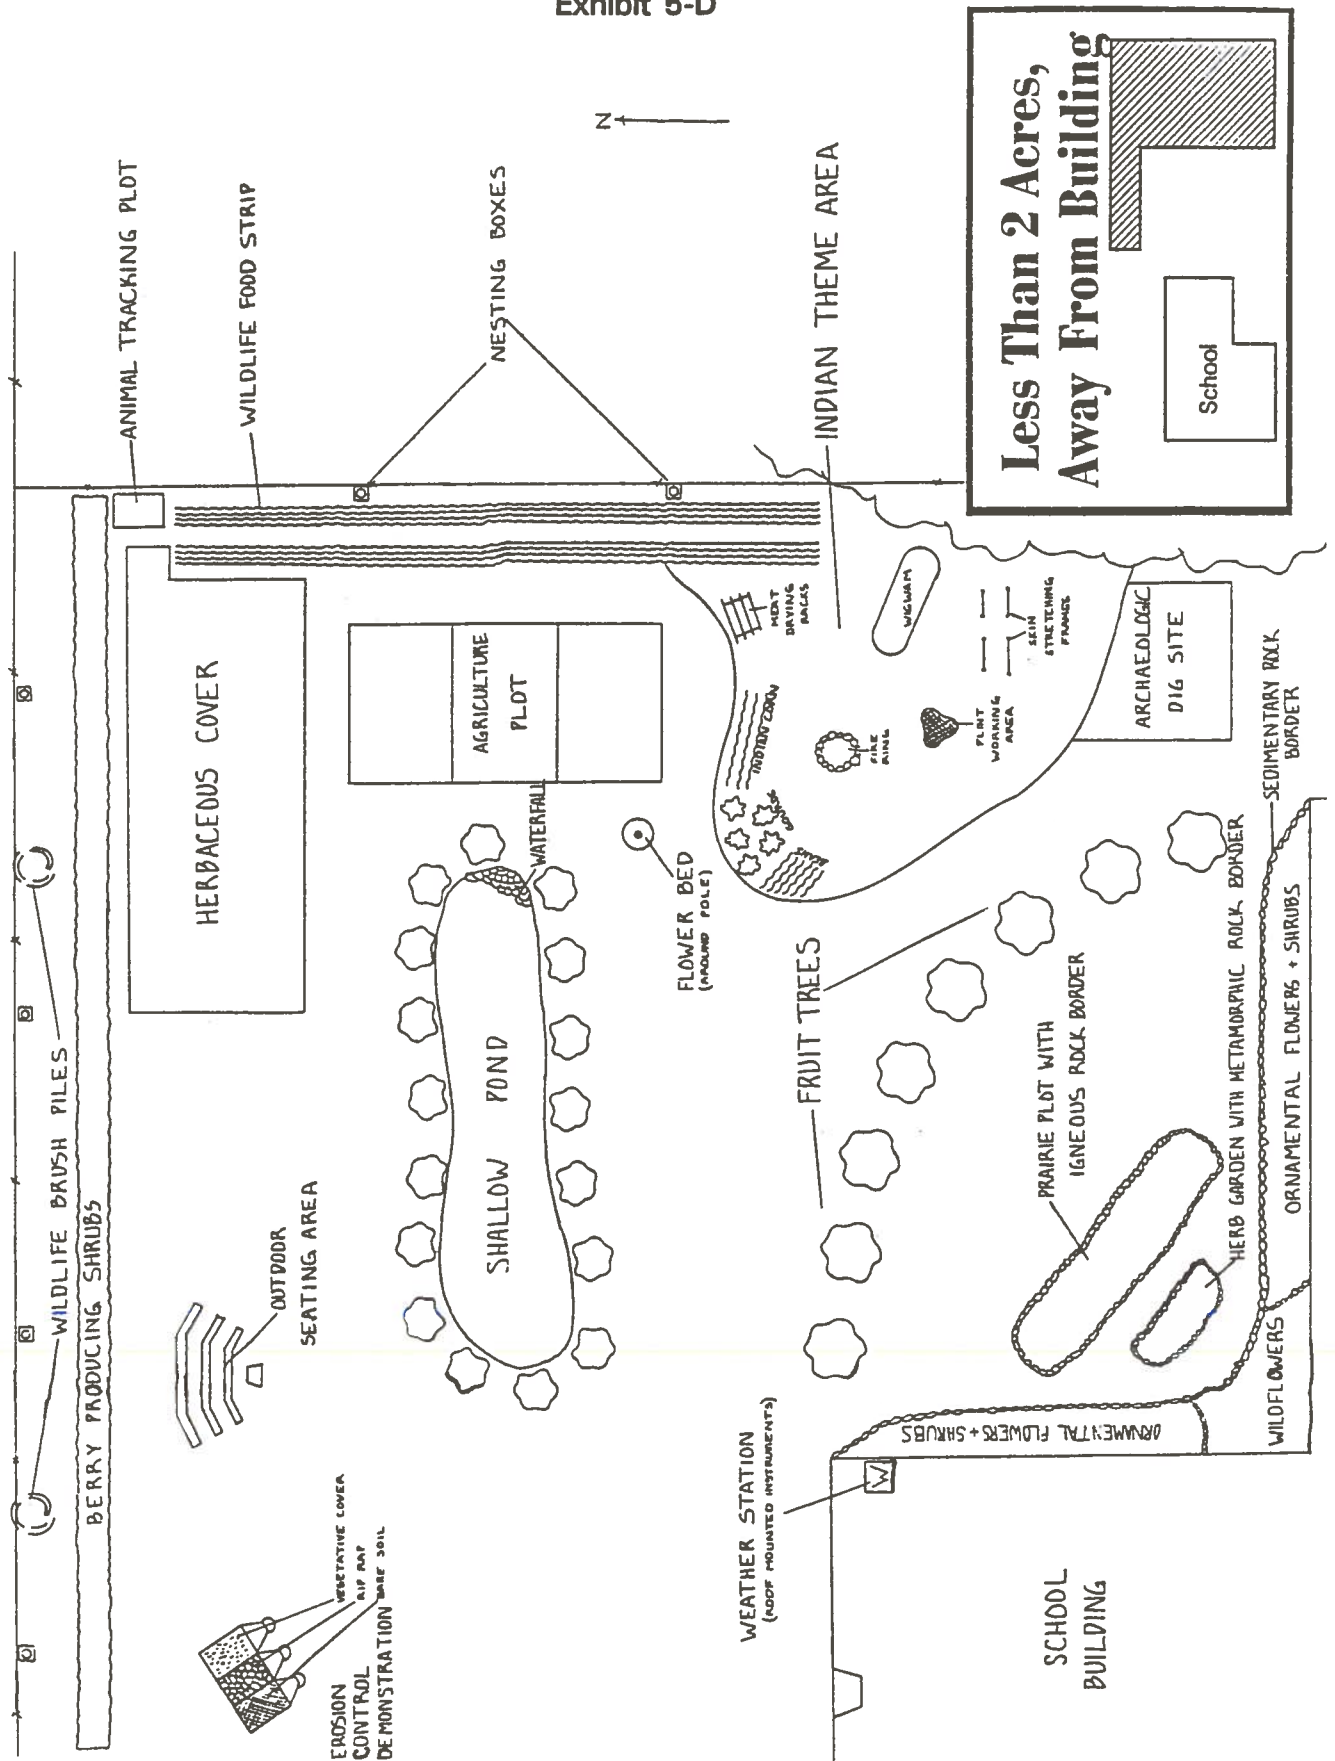 Exhibit 5-D
ANIMAL TRACKING PLOT
WILDLIFE FOOD STRIP
NESTING BOXES
N
INDIAN THEME AREA
Less Than 2 Acres,
Away From Building
School
WILDLIFE BRUSH PILES
BERRY PRODUCING SHRUBS
HERBACEOUS COVER
AGRICULTURE
PLOT
WATERFALL
SHALLOW POND
OUTDOOR
SEATING AREA
VEGETATIVE COVER
RIP RAP
BARE SOIL
EROSION
CONTROL
DEMONSTRATION
FLOWER BED
(AROUND POLE)
MEAT
DRYING
RACKS
INDIAN CORN
WIGWAM
SKIN
STRETCHING
FRAMES
FIRE
RING
FLINT
WORKING
AREA
ARCHAEOLOGIC
DIG SITE
FRUIT TREES
PRAIRIE PLOT WITH
IGNEOUS ROCK BORDER
HERB GARDEN WITH METAMORPHIC ROCK BORDER
SEDIMENTARY ROCK
BORDER
ORNAMENTAL FLOWERS + SHRUBS
WILDFLOWERS
ORNAMENTAL FLOWERS + SHRUBS
WEATHER STATION
(ROOF MOUNTED INSTRUMENTS)
W
SCHOOL
BUILDING